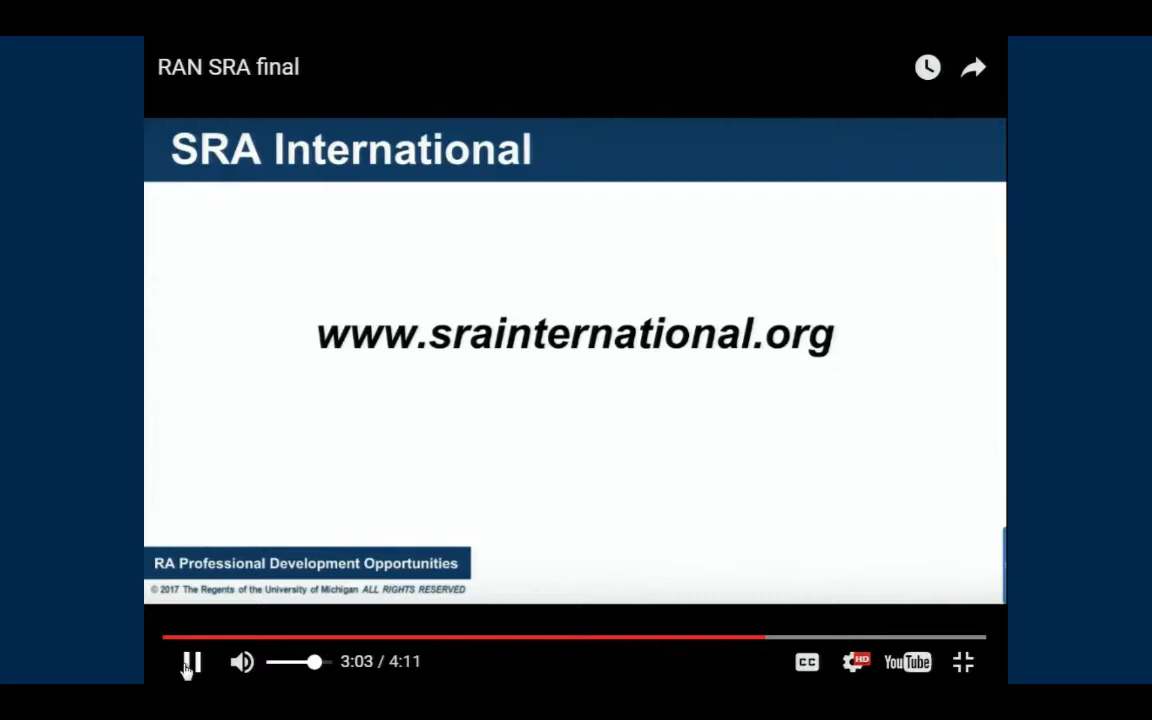 RAN SRA final
SRA International
www.srainternational.org
RA Professional Development Opportunities
© 2017 The Regents of the University of Michigan ALL RIGHTS RESERVED
3:03 / 4:11
CC
HD
YouTube